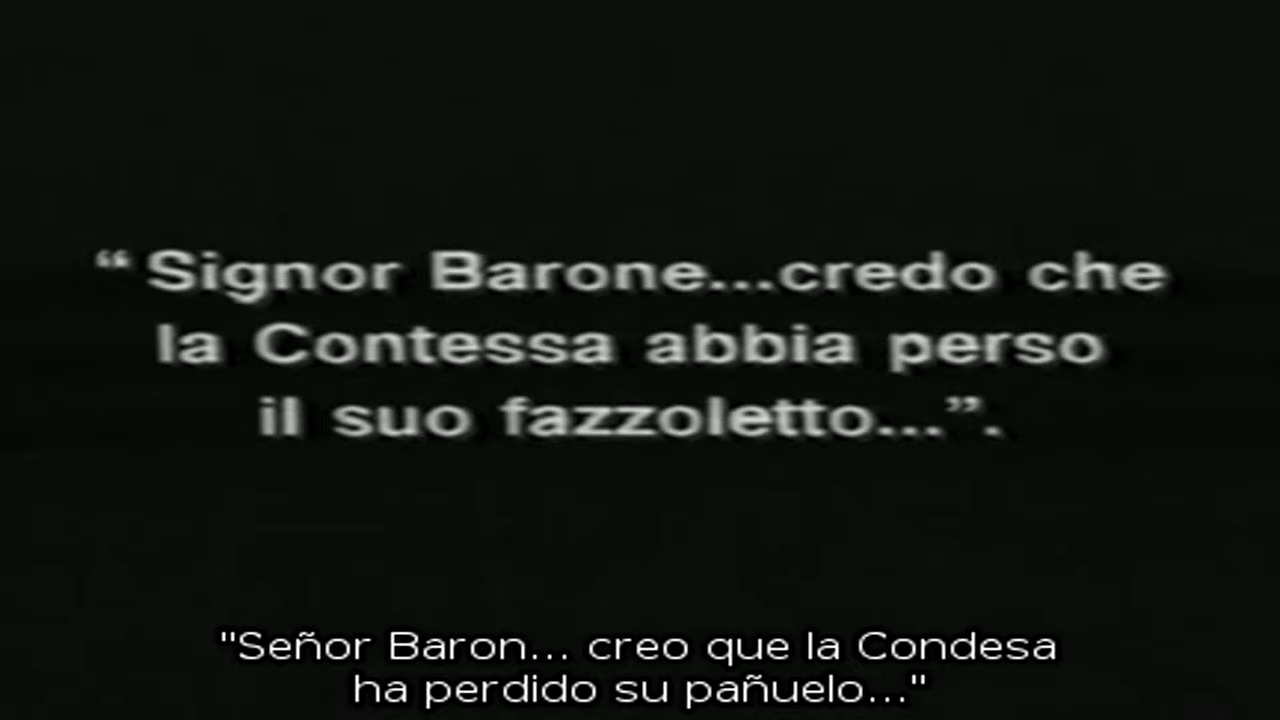 “Signor Barone...credo che
la Contessa abbia perso
il suo fazzoletto...”.
"Señor Baron... creo que la Condesa
ha perdido su pañuelo..."